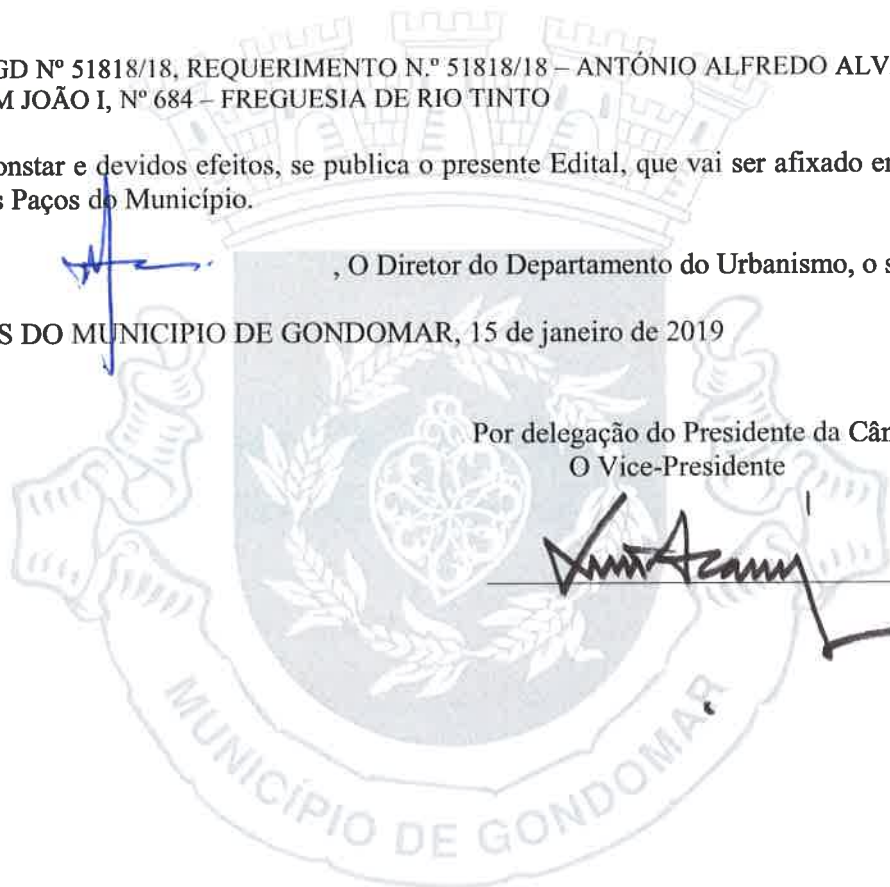 GD Nº 51818/18, REQUERIMENTO N.º 51818/18 – ANTÓNIO ALFREDO ALV
M JOÃO I, Nº 684 – FREGUESIA DE RIO TINTO
onstar e devidos efeitos, se publica o presente Edital, que vai ser afixado em
s Paços do Município.
, O Diretor do Departamento do Urbanismo, o s
S DO MUNICIPIO DE GONDOMAR, 15 de janeiro de 2019
Por delegação do Presidente da Câm
O Vice-Presidente
MUNICÍPIO DE GONDOMAR